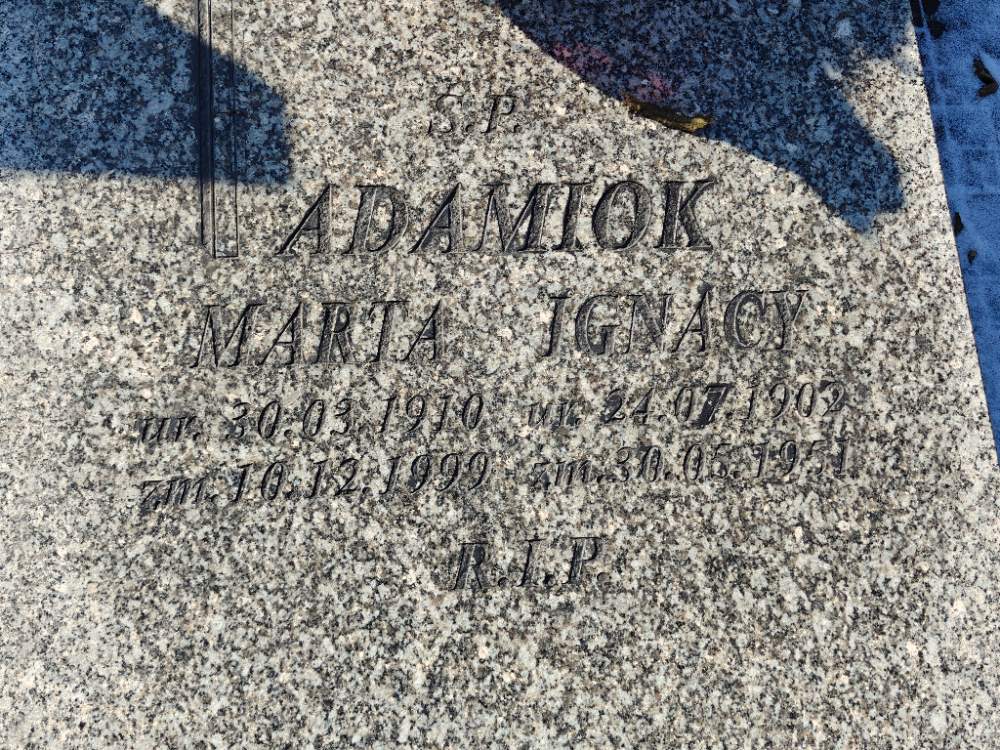 Ś.P.
ADAMIOK
MARTA IGNACY
ur. 30.03.1910 ur. 24.07.1902
zm. 10.12.1999 zm. 30.05.1951
R.I.P.